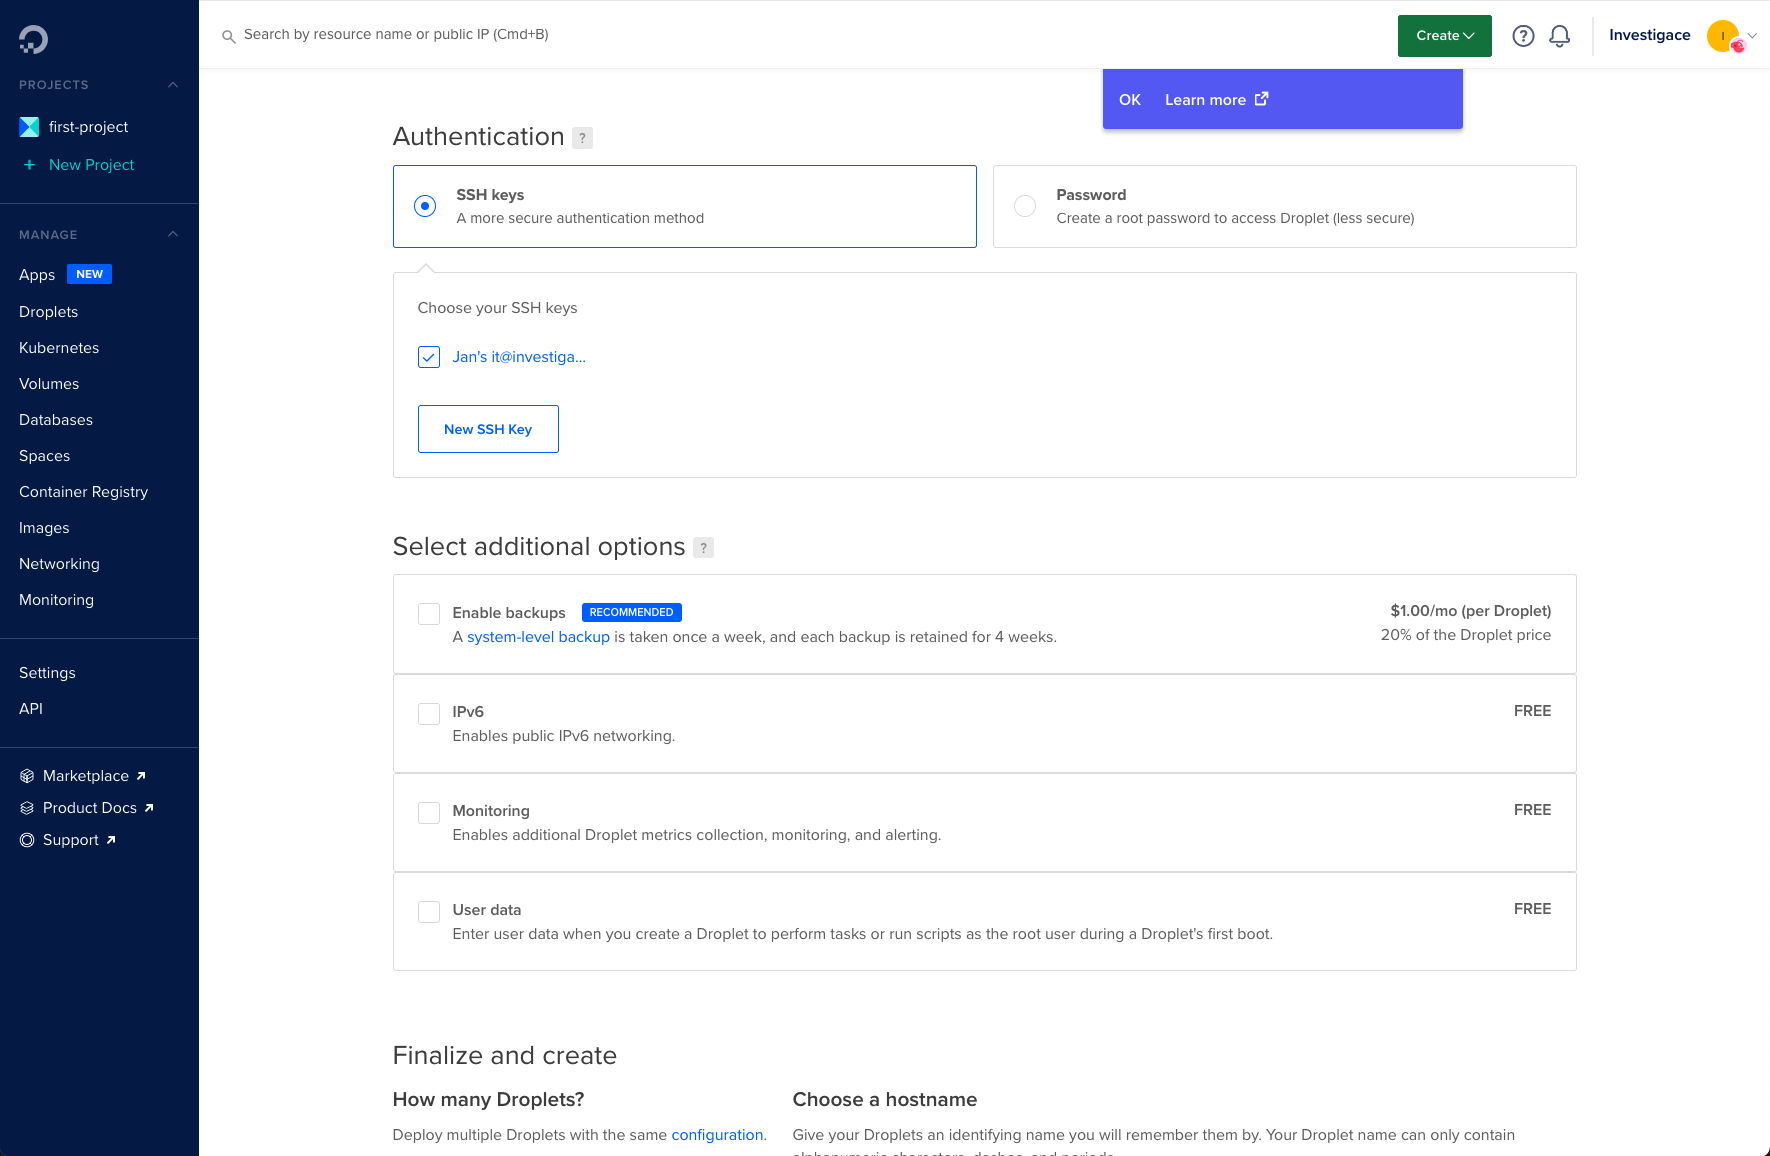 Search by resource name or public IP (Cmd+B)
Create
Investigace
I
PROJECTS
first-project
+ New Project
MANAGE
Apps NEW
Droplets
Kubernetes
Volumes
Databases
Spaces
Container Registry
Images
Networking
Monitoring
Settings
API
Marketplace
Product Docs
Support
OK Learn more
Authentication ?
SSH keys
A more secure authentication method
Password
Create a root password to access Droplet (less secure)
Choose your SSH keys
Jan's it@investiga...
New SSH Key
Select additional options ?
Enable backups RECOMMENDED
$1.00/mo (per Droplet)
A system-level backup is taken once a week, and each backup is retained for 4 weeks.
20% of the Droplet price
IPv6
FREE
Enables public IPv6 networking.
Monitoring
FREE
Enables additional Droplet metrics collection, monitoring, and alerting.
User data
FREE
Enter user data when you create a Droplet to perform tasks or run scripts as the root user during a Droplet's first boot.
Finalize and create
How many Droplets?
Deploy multiple Droplets with the same configuration.
Choose a hostname
Give your Droplets an identifying name you will remember them by. Your Droplet name can only contain